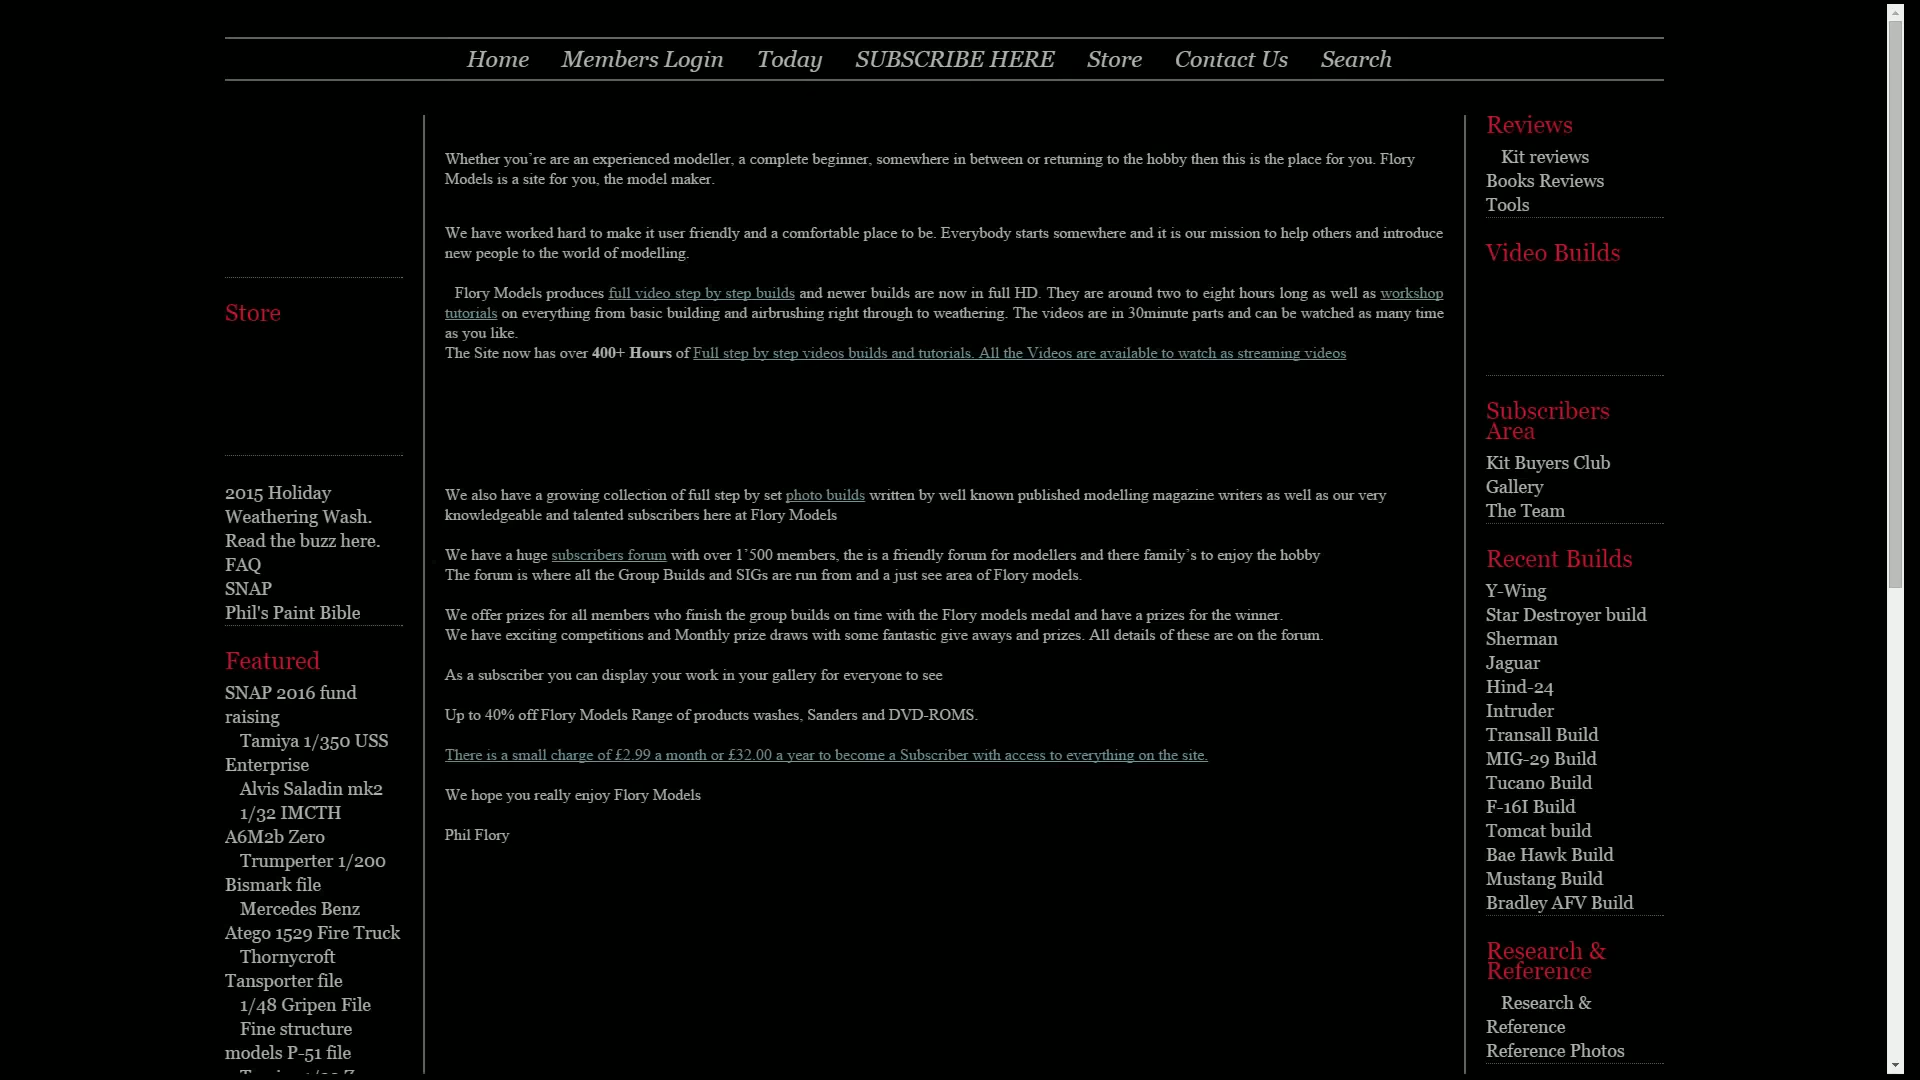 Home Members Login Today SUBSCRIBE HERE Store Contact Us Search
Store
2015 Holiday
Weathering Wash.
Read the buzz here.
FAQ
SNAP
Phil's Paint Bible
Featured
SNAP 2016 fund
raising
Tamiya 1/350 USS
Enterprise
Alvis Saladin mk2
1/32 IMCTH
A6M2b Zero
Trumperter 1/200
Bismark file
Mercedes Benz
Atego 1529 Fire Truck
Thornycroft
Tansporter file
1/48 Gripen File
Fine structure
models P-51 file
Whether you’re are an experienced modeller, a complete beginner, somewhere in between or returning to the hobby then this is the place for you. Flory
Models is a site for you, the model maker.
We have worked hard to make it user friendly and a comfortable place to be. Everybody starts somewhere and it is our mission to help others and introduce
new people to the world of modelling.
Flory Models produces full video step by step builds and newer builds are now in full HD. They are around two to eight hours long as well as workshop
tutorials on everything from basic building and airbrushing right through to weathering. The videos are in 30minute parts and can be watched as many time
as you like.
The Site now has over 400+ Hours of Full step by step videos builds and tutorials. All the Videos are available to watch as streaming videos
We also have a growing collection of full step by set photo builds written by well known published modelling magazine writers as well as our very
knowledgeable and talented subscribers here at Flory Models
We have a huge subscribers forum with over 1’500 members, the is a friendly forum for modellers and there family’s to enjoy the hobby
The forum is where all the Group Builds and SIGs are run from and a just see area of Flory models.
We offer prizes for all members who finish the group builds on time with the Flory models medal and have a prizes for the winner.
We have exciting competitions and Monthly prize draws with some fantastic give aways and prizes. All details of these are on the forum.
As a subscriber you can display your work in your gallery for everyone to see
Up to 40% off Flory Models Range of products washes, Sanders and DVD-ROMS.
There is a small charge of £2.99 a month or £32.00 a year to become a Subscriber with access to everything on the site.
We hope you really enjoy Flory Models
Phil Flory
Reviews
Kit reviews
Books Reviews
Tools
Video Builds
Subscribers
Area
Kit Buyers Club
Gallery
The Team
Recent Builds
Y-Wing
Star Destroyer build
Sherman
Jaguar
Hind-24
Intruder
Transall Build
MIG-29 Build
Tucano Build
F-16I Build
Tomcat build
Bae Hawk Build
Mustang Build
Bradley AFV Build
Research &
Reference
Research &
Reference
Reference Photos